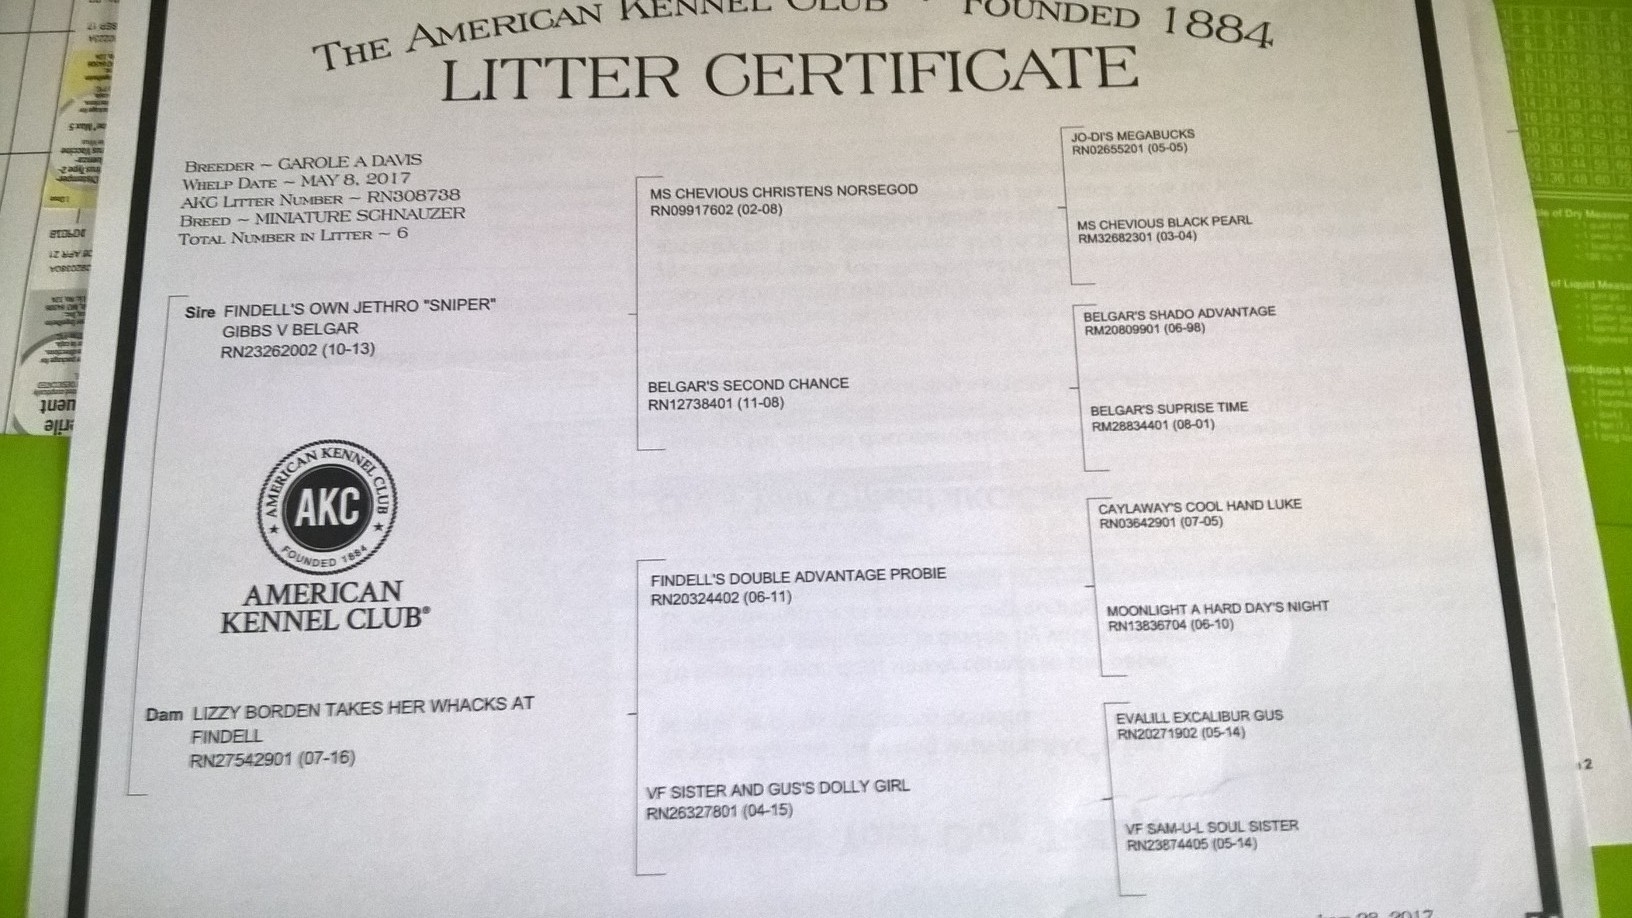 THE AMERICAN KENNEL CLUB • FOUNDED 1884
LITTER CERTIFICATE
BREEDER ~ CAROLE A DAVIS
WHELP DATE ~ MAY 8, 2017
AKC LITTER NUMBER ~ RN308738
BREED ~ MINIATURE SCHNAUZER
TOTAL NUMBER IN LITTER ~ 6
Sire FINDELL'S OWN JETHRO "SNIPER"
GIBBS V BELGAR
RN23262002 (10-13)
AMERICAN KENNEL CLUB
AKC
FOUNDED 1884
AMERICAN
KENNEL CLUB®
Dam LIZZY BORDEN TAKES HER WHACKS AT
FINDELL
RN27542901 (07-16)
MS CHEVIOUS CHRISTENS NORSEGOD
RN09917602 (02-08)
BELGAR'S SECOND CHANCE
RN12738401 (11-08)
FINDELL'S DOUBLE ADVANTAGE PROBIE
RN20324402 (06-11)
VF SISTER AND GUS'S DOLLY GIRL
RN26327801 (04-15)
JO-DI'S MEGABUCKS
RN02655201 (05-05)
MS CHEVIOUS BLACK PEARL
RM32682301 (03-04)
BELGAR'S SHADO ADVANTAGE
RM20809901 (06-98)
BELGAR'S SUPRISE TIME
RM28834401 (08-01)
CAYLAWAY'S COOL HAND LUKE
RN03642901 (07-05)
MOONLIGHT A HARD DAY'S NIGHT
RN13836704 (06-10)
EVALILL EXCALIBUR GUS
RN20271902 (05-14)
VF SAM-U-L SOUL SISTER
RN23874405 (05-14)
2017
of Dry Measure
of Liquid Measu